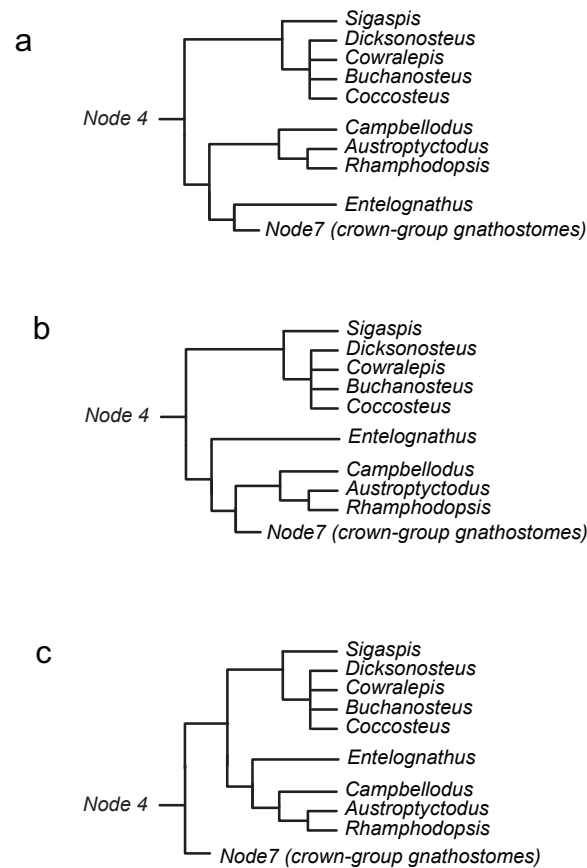 a
Sigaspis
Dicksonosteus
Cowralepis
Buchanosteus
Coccosteus
Node 4
Campbellodus
Austroptyctodus
Rhamphodopsis
Entelognathus
Node7 (crown-group gnathostomes)
b
Sigaspis
Dicksonosteus
Cowralepis
Buchanosteus
Coccosteus
Node 4
Entelognathus
Campbellodus
Austroptyctodus
Rhamphodopsis
Node7 (crown-group gnathostomes)
c
Sigaspis
Dicksonosteus
Cowralepis
Buchanosteus
Coccosteus
Entelognathus
Campbellodus
Node 4
Austroptyctodus
Rhamphodopsis
Node7 (crown-group gnathostomes)